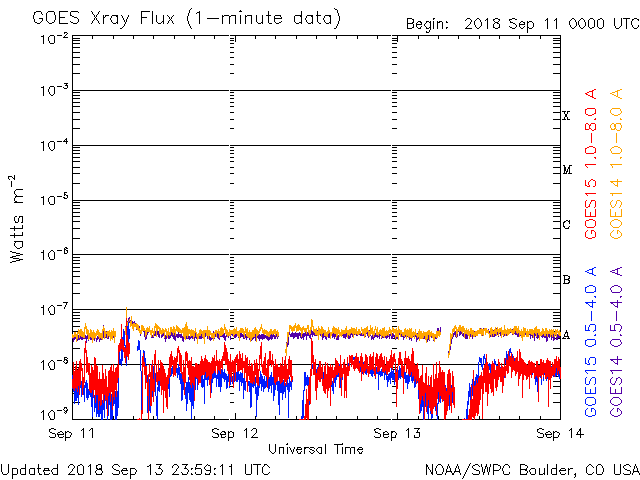 GOES Xray Flux (1-minute data)
Begin: 2018 Sep 11 0000 UTC
10⁻²
10⁻³
10⁻⁴
10⁻⁵
10⁻⁶
10⁻⁷
10⁻⁸
10⁻⁹
Watts m⁻²
X
M
C
B
A
GOES15 1.0-8.0 A
GOES14 1.0-8.0 A
GOES15 0.5-4.0 A
GOES14 0.5-4.0 A
Sep 11 Sep 12 Sep 13 Sep 14
Universal Time
Updated 2018 Sep 13 23:59:11 UTC
NOAA/SWPC Boulder, CO USA